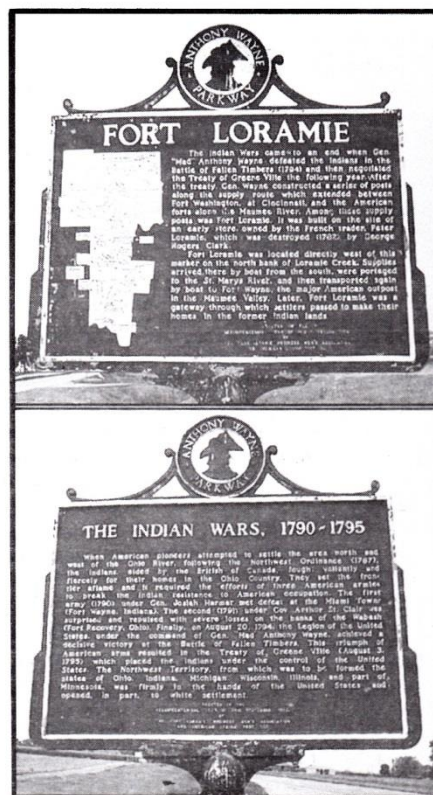 ANTHONY WAYNE
PARKWAY
FORT LORAMIE
The Indian Wars came to an end when Gen.
"Mad" Anthony Wayne defeated the Indians in the
Battle of Fallen Timbers (1794) and then negotiated
the Treaty of Greene Ville the following year. After
the treaty, Gen. Wayne constructed a series of posts
along the supply route which extended between
Fort Washington, at Cincinnati, and the American
forts along the Maumee River. Among these supply
posts was Fort Loramie. It was built on the site of
an early store, owned by the French trader, Peter
Loramie, which was destroyed (1782) by George
Rogers Clark.
Fort Loramie was located directly west of this
marker on the north bank of Loramie Creek. Supplies
arrived there by boat from the south, were portaged
to the St. Marys River, and then transported again
by boat to Fort Wayne, the major American outpost
in the Maumee Valley. Later, Fort Loramie was a
gateway through which settlers passed to make their
homes in the former Indian lands.
ANTHONY WAYNE
PARKWAY
THE INDIAN WARS, 1790-1795
When American pioneers attempted to settle the area north and
west of the Ohio River, following the Northwest Ordinance (1787),
the Indians, aided by the British of Canada, fought valiantly and
fiercely for their homes in the Ohio Country. They set the fron-
tier aflame and it required the efforts of three American armies
to break the Indian resistance to American occupation. The first
army (1790) under Gen. Josiah Harmar met defeat at the Miami Towns
(Fort Wayne, Indiana). The second (1791) under Gov. Arthur St. Clair was
surprised and repulsed with severe losses on the banks of the Wabash
(Fort Recovery, Ohio). Finally, on August 20, 1794, the Legion of the United
States, under the command of Gen. Mad Anthony Wayne, achieved a
decisive victory at the Battle of Fallen Timbers. This triumph of
American arms resulted in the Treaty of Greene Ville (August 3,
1795) which placed the Indians under the control of the United
States. The Northwest Territory, from which was to be formed the
states of Ohio, Indiana, Michigan, Wisconsin, Illinois, and part of
Minnesota, was firmly in the hands of the United States and
opened, in part, to white settlement.